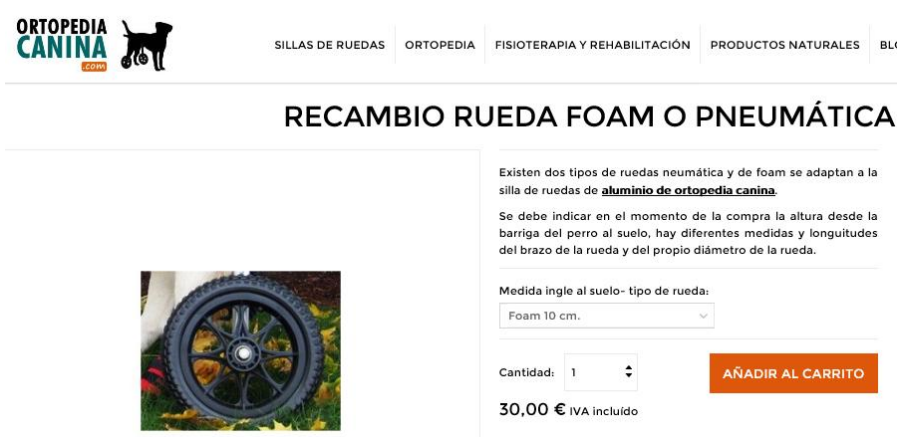 ORTOPEDIA
CANINA
.com
SILLAS DE RUEDAS ORTOPEDIA FISIOTERAPIA Y REHABILITACIÓN PRODUCTOS NATURALES
RECAMBIO RUEDA FOAM O PNEUMÁTICA
Existen dos tipos de ruedas neumática y de foam se adaptan a la
silla de ruedas de aluminio de ortopedia canina.
Se debe indicar en el momento de la compra la altura desde la
barriga del perro al suelo, hay diferentes medidas y longuitudes
del brazo de la rueda y del propio diámetro de la rueda.
Medida ingle al suelo- tipo de rueda:
Foam 10 cm.
Cantidad: 1 AÑADIR AL CARRITO
30,00 € IVA incluído